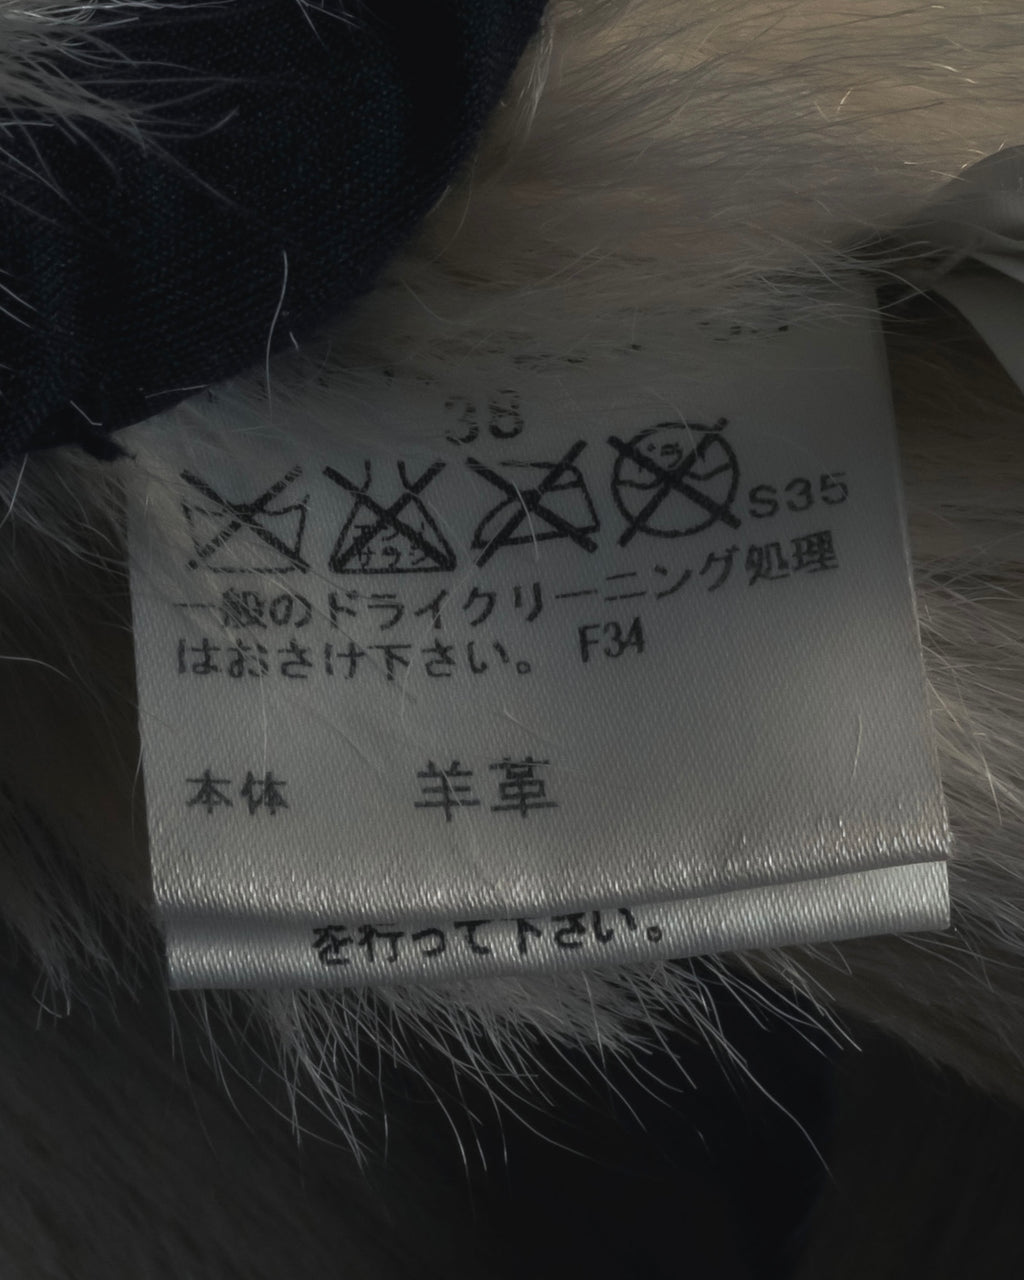 38
S35
一般のドライクリーニング処理
はおさけ下さい。 F34
本体 羊革
を行って下さい。